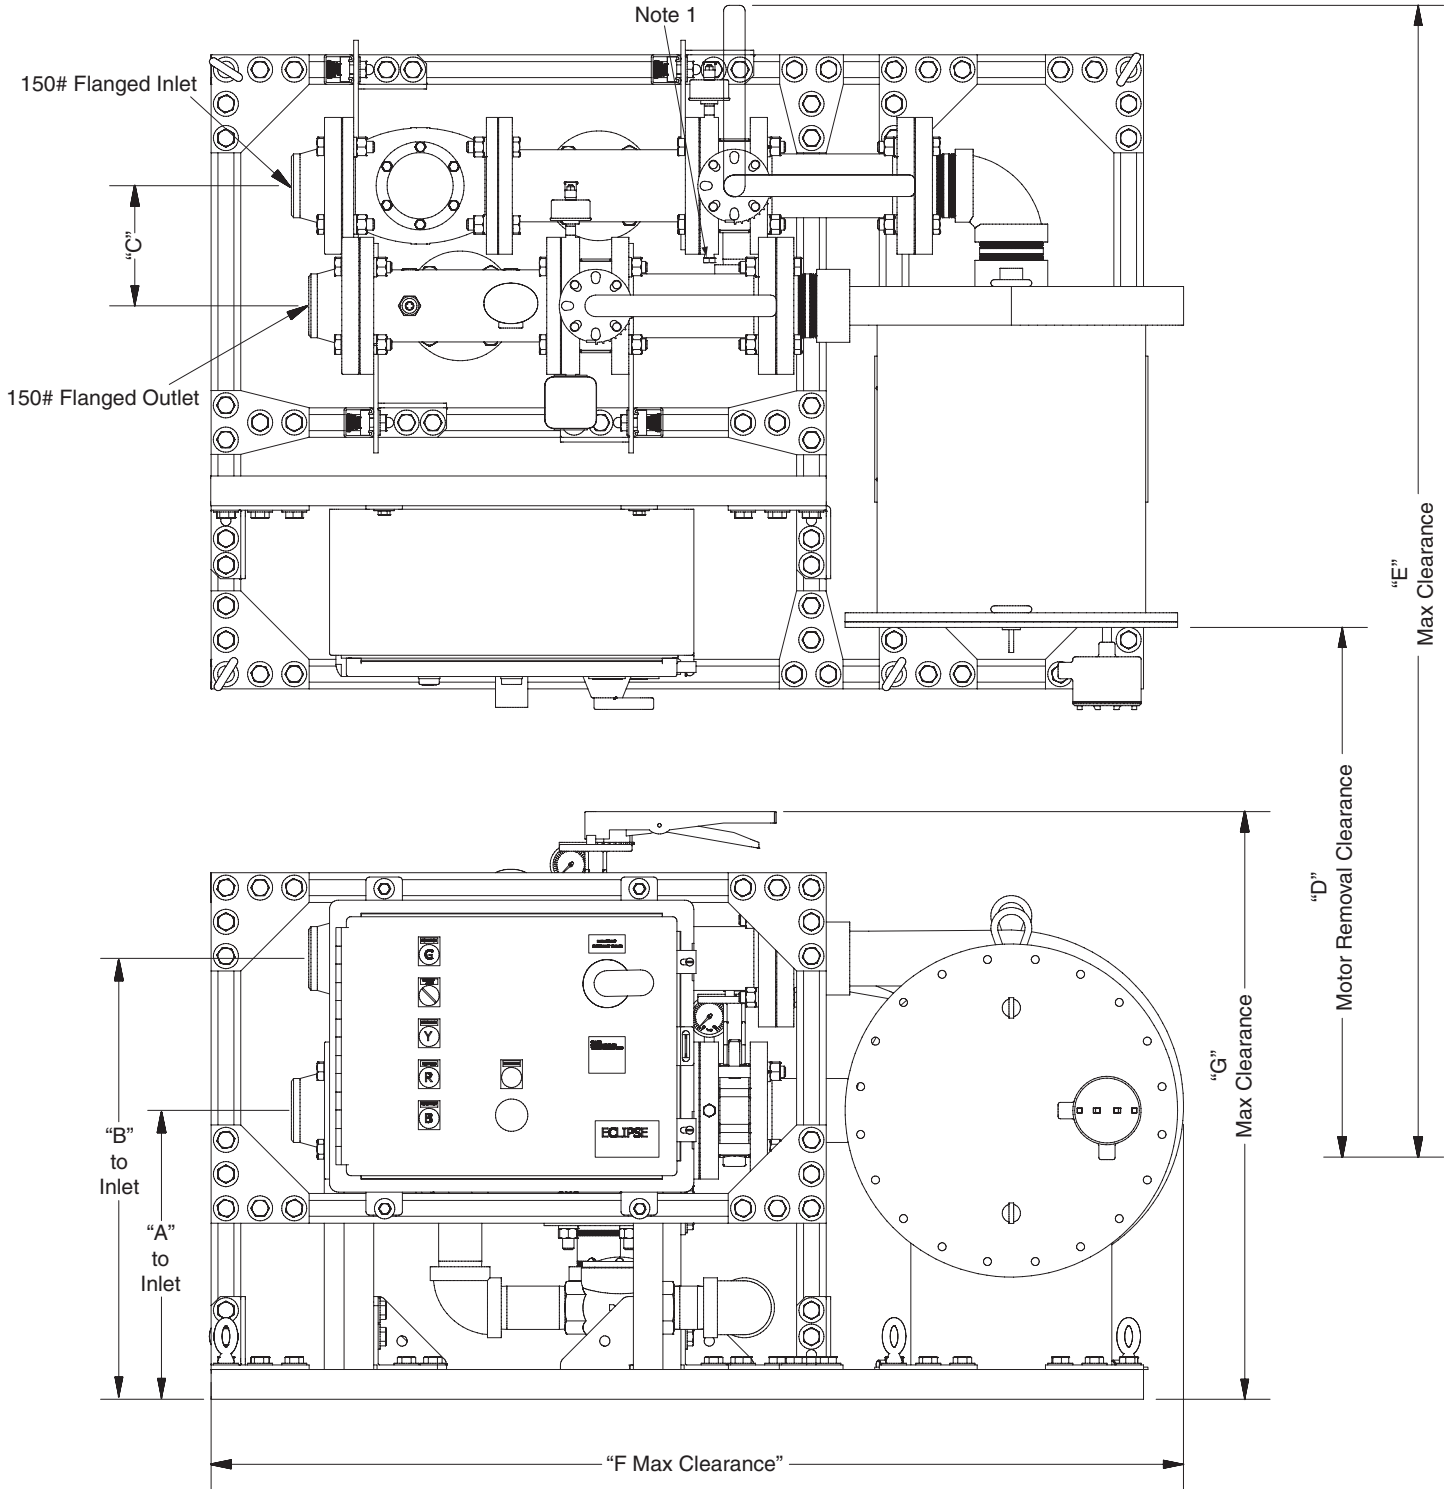 Note 1
150# Flanged Inlet
“C”
150# Flanged Outlet
“E”
Max Clearance
“D”
Motor Removal Clearance
“G”
Max Clearance
G
Y
R
B
ECLIPSE
“B”
to
Inlet
“A”
to
Inlet
“F Max Clearance”